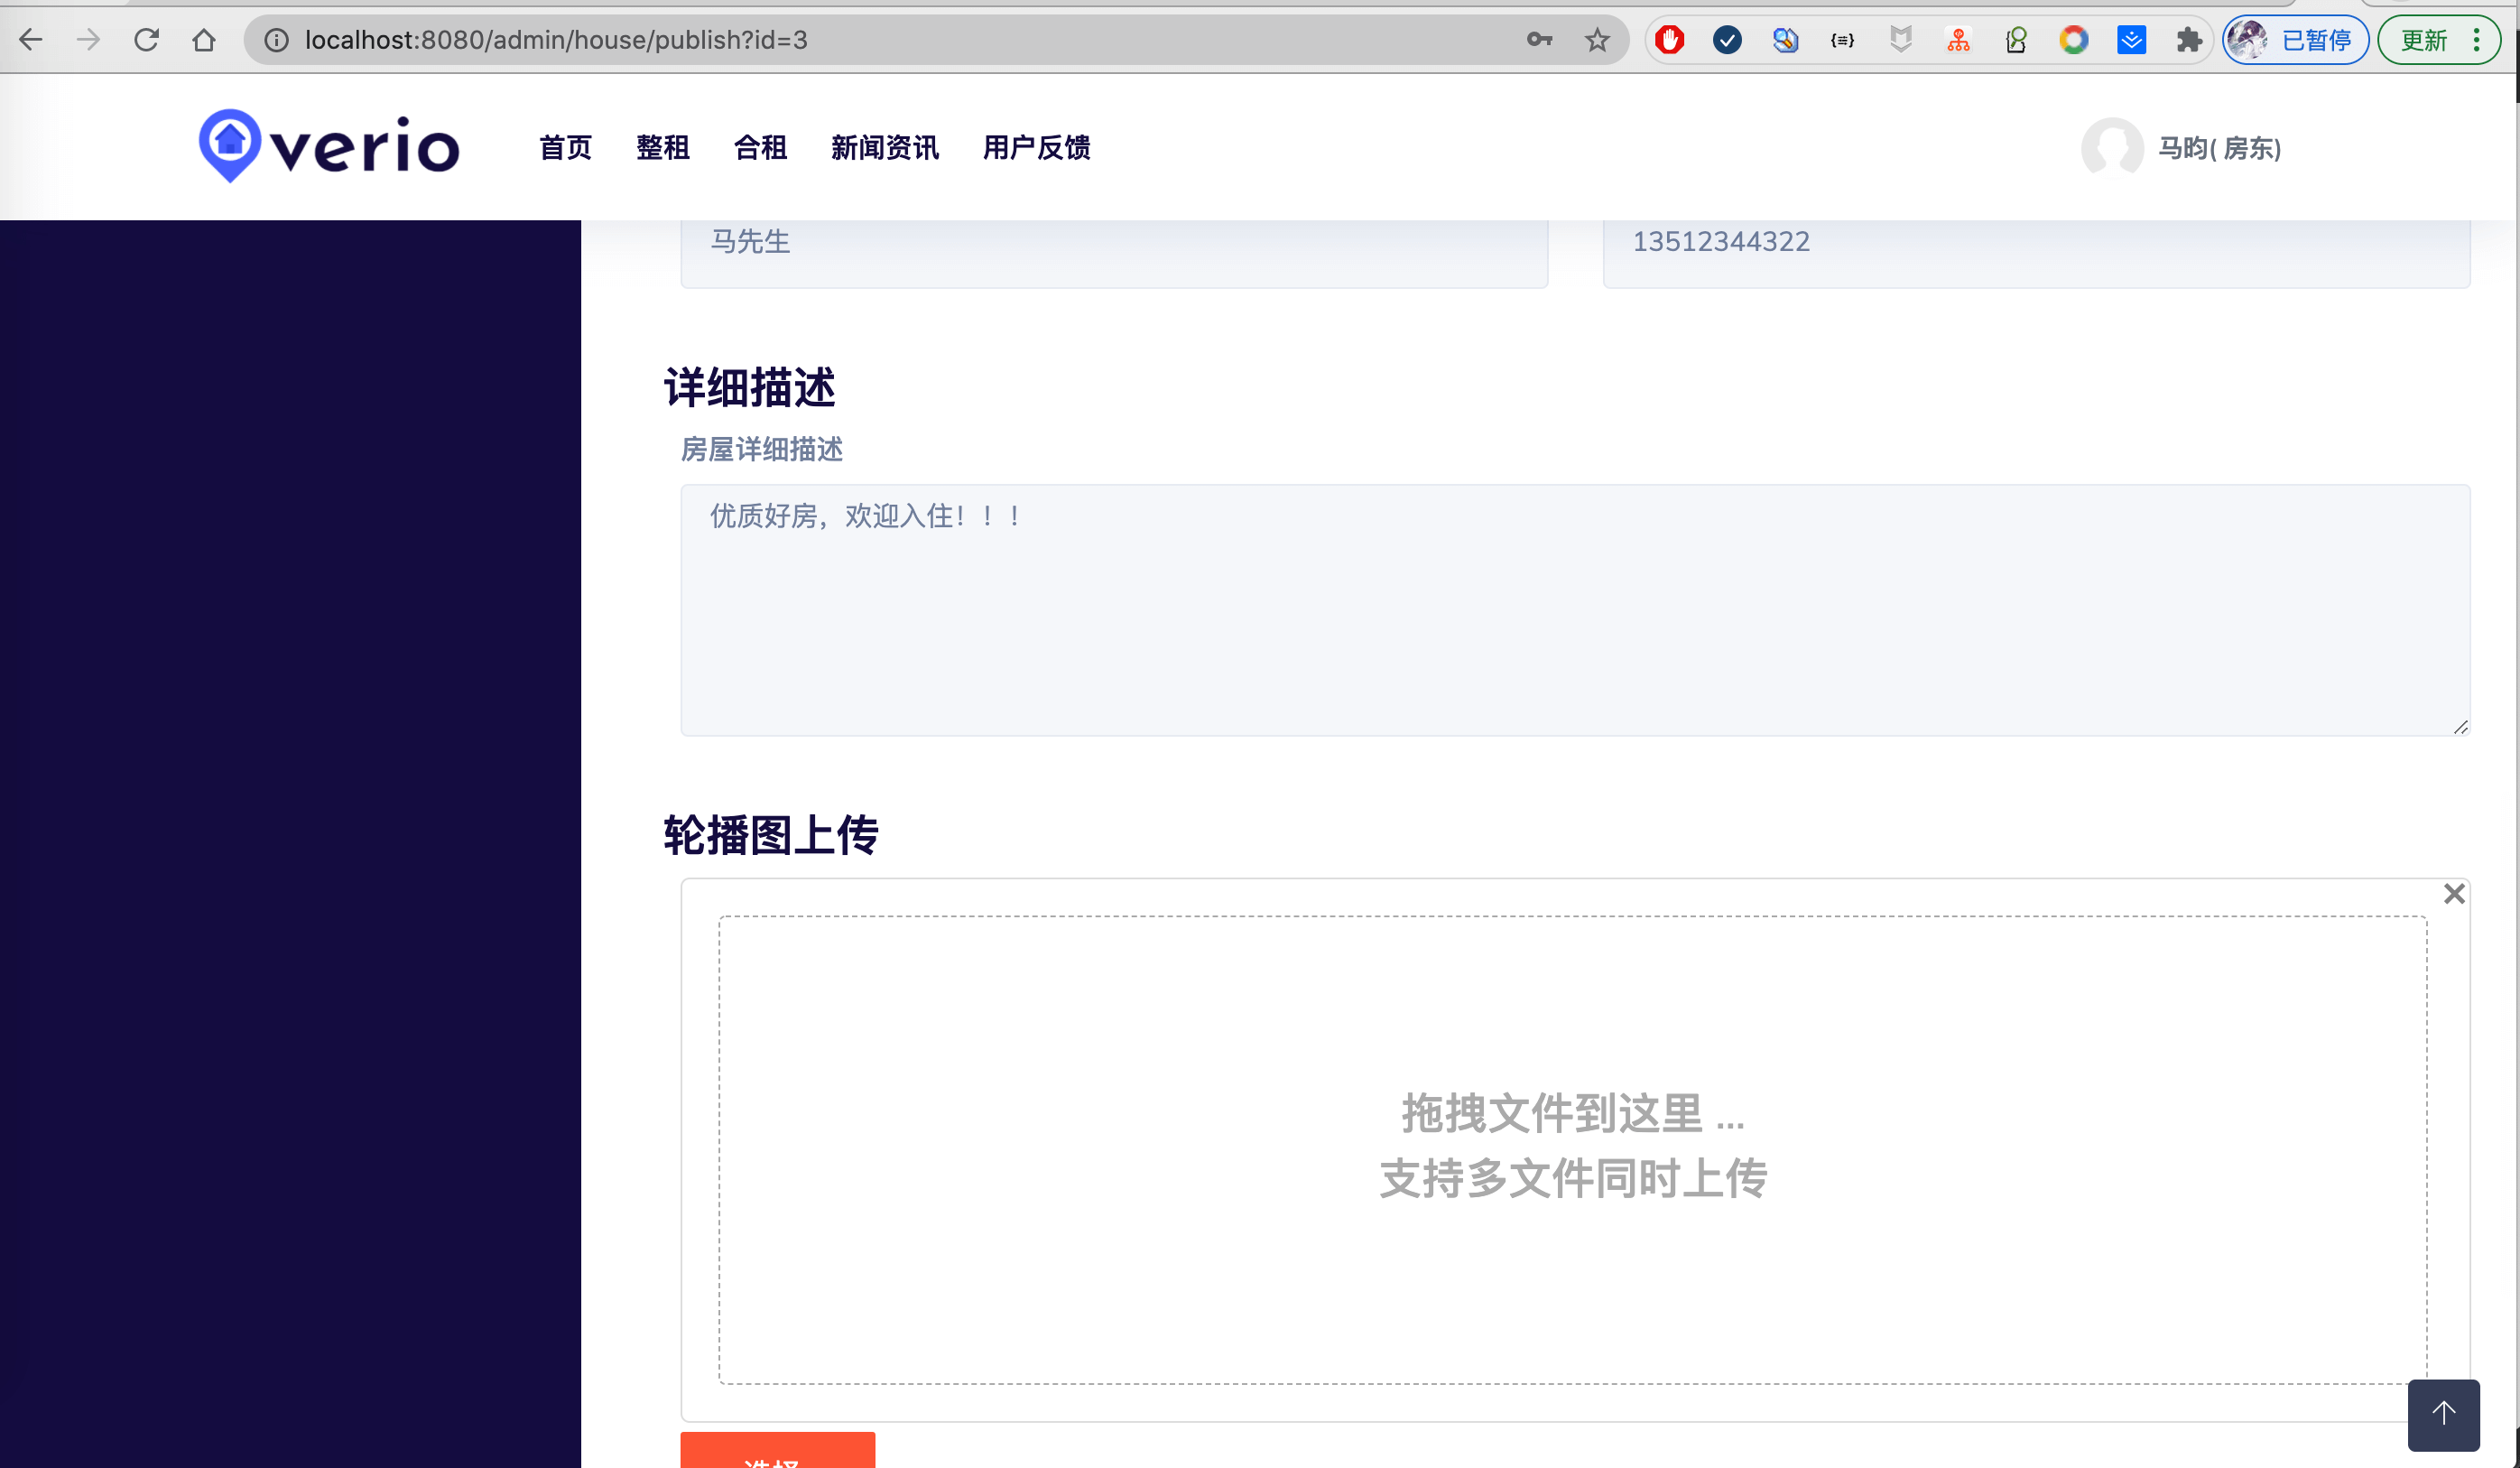 localhost:8080/admin/house/publish?id=3
已暂停
更新
verio
首页 整租 合租 新闻资讯 用户反馈
马昀( 房东)
马先生
13512344322
详细描述
房屋详细描述
优质好房，欢迎入住！！！
轮播图上传
拖拽文件到这里 ...
支持多文件同时上传
选择